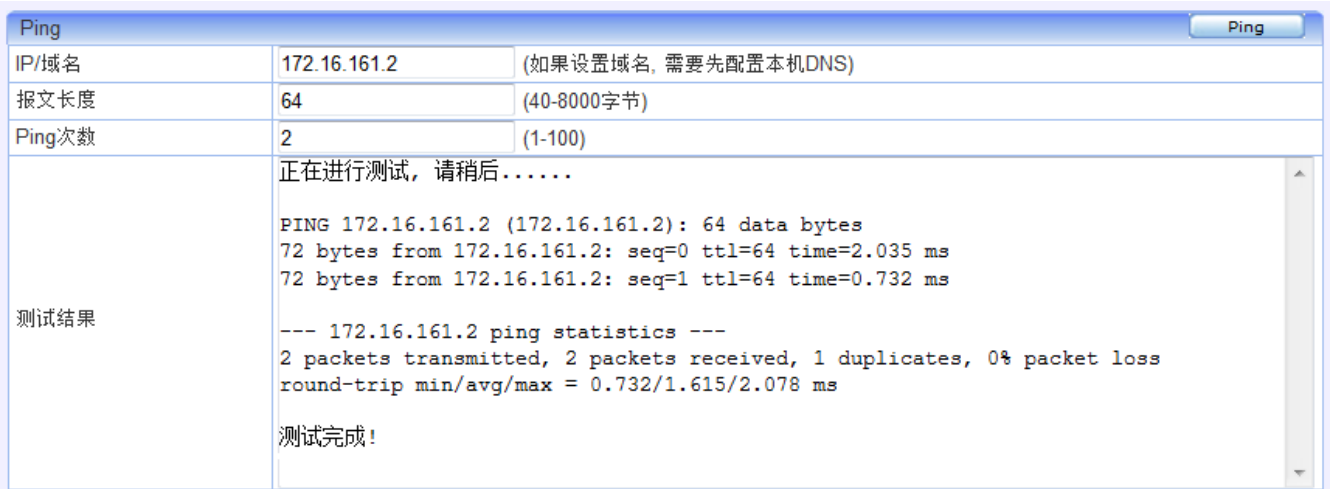 Ping Ping
IP/域名 172.16.161.2 (如果设置域名, 需要先配置本机DNS)
报文长度 64 (40-8000字节)
Ping次数 2 (1-100)
测试结果
正在进行测试, 请稍后......
PING 172.16.161.2 (172.16.161.2): 64 data bytes
72 bytes from 172.16.161.2: seq=0 ttl=64 time=2.035 ms
72 bytes from 172.16.161.2: seq=1 ttl=64 time=0.732 ms
--- 172.16.161.2 ping statistics ---
2 packets transmitted, 2 packets received, 1 duplicates, 0% packet loss
round-trip min/avg/max = 0.732/1.615/2.078 ms
测试完成!